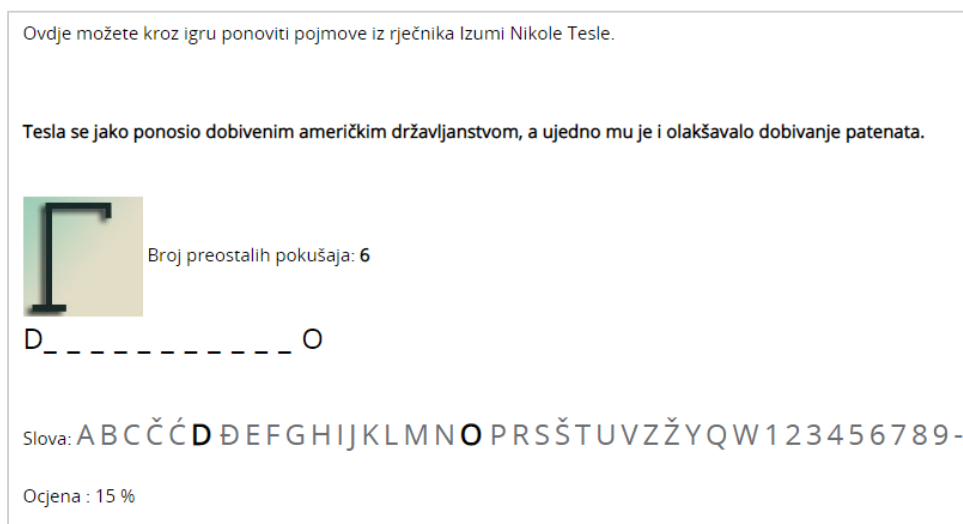 Ovdje možete kroz igru ponoviti pojmove iz rječnika Izumi Nikole Tesle.
Tesla se jako ponosio dobivenim američkim državljanstvom, a ujedno mu je i olakšavalo dobivanje patenata.
Broj preostalih pokušaja: 6
D_ _ _ _ _ _ _ _ _ _ _ O
Slova: A B C Č Ć D Đ E F G H I J K L M N O P R S Š T U V Z Ž Y Q W 1 2 3 4 5 6 7 8 9 -
Ocjena : 15 %